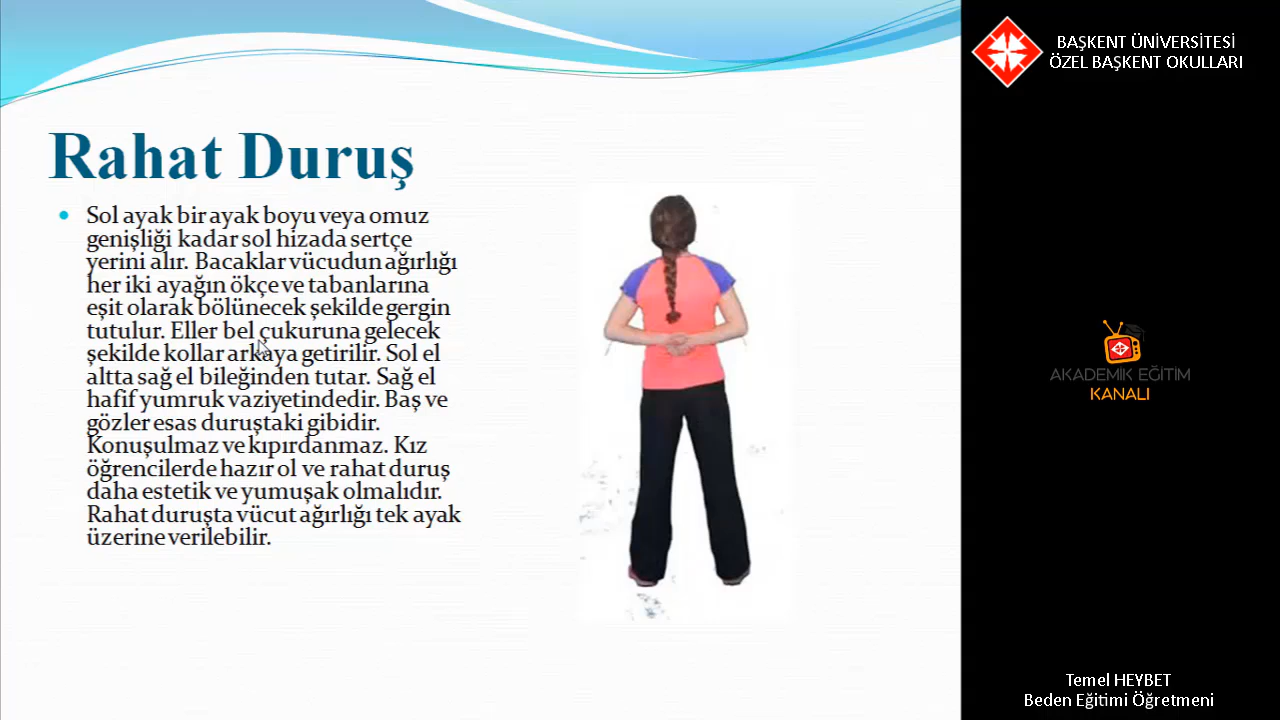 Rahat Duruş
Sol ayak bir ayak boyu veya omuz
genişliği kadar sol hizada sertçe
yerini alır. Bacaklar vücudun ağırlığı
her iki ayağın ökçe ve tabanlarına
eşit olarak bölünecek şekilde gergin
tutulur. Eller bel çukuruna gelecek
şekilde kollar arkaya getirilir. Sol el
altta sağ el bileğinden tutar. Sağ el
hafif yumruk vaziyetindedir. Baş ve
gözler esas duruştaki gibidir.
Konuşulmaz ve kıpırdanmaz. Kız
öğrencilerde hazır ol ve rahat duruş
daha estetik ve yumuşak olmalıdır.
Rahat duruşta vücut ağırlığı tek ayak
üzerine verilebilir.
BAŞKENT ÜNİVERSİTESİ
ÖZEL BAŞKENT OKULLARI
AKADEMİK EĞİTİM
KANALI
Temel HEYBET
Beden Eğitimi Öğretmeni